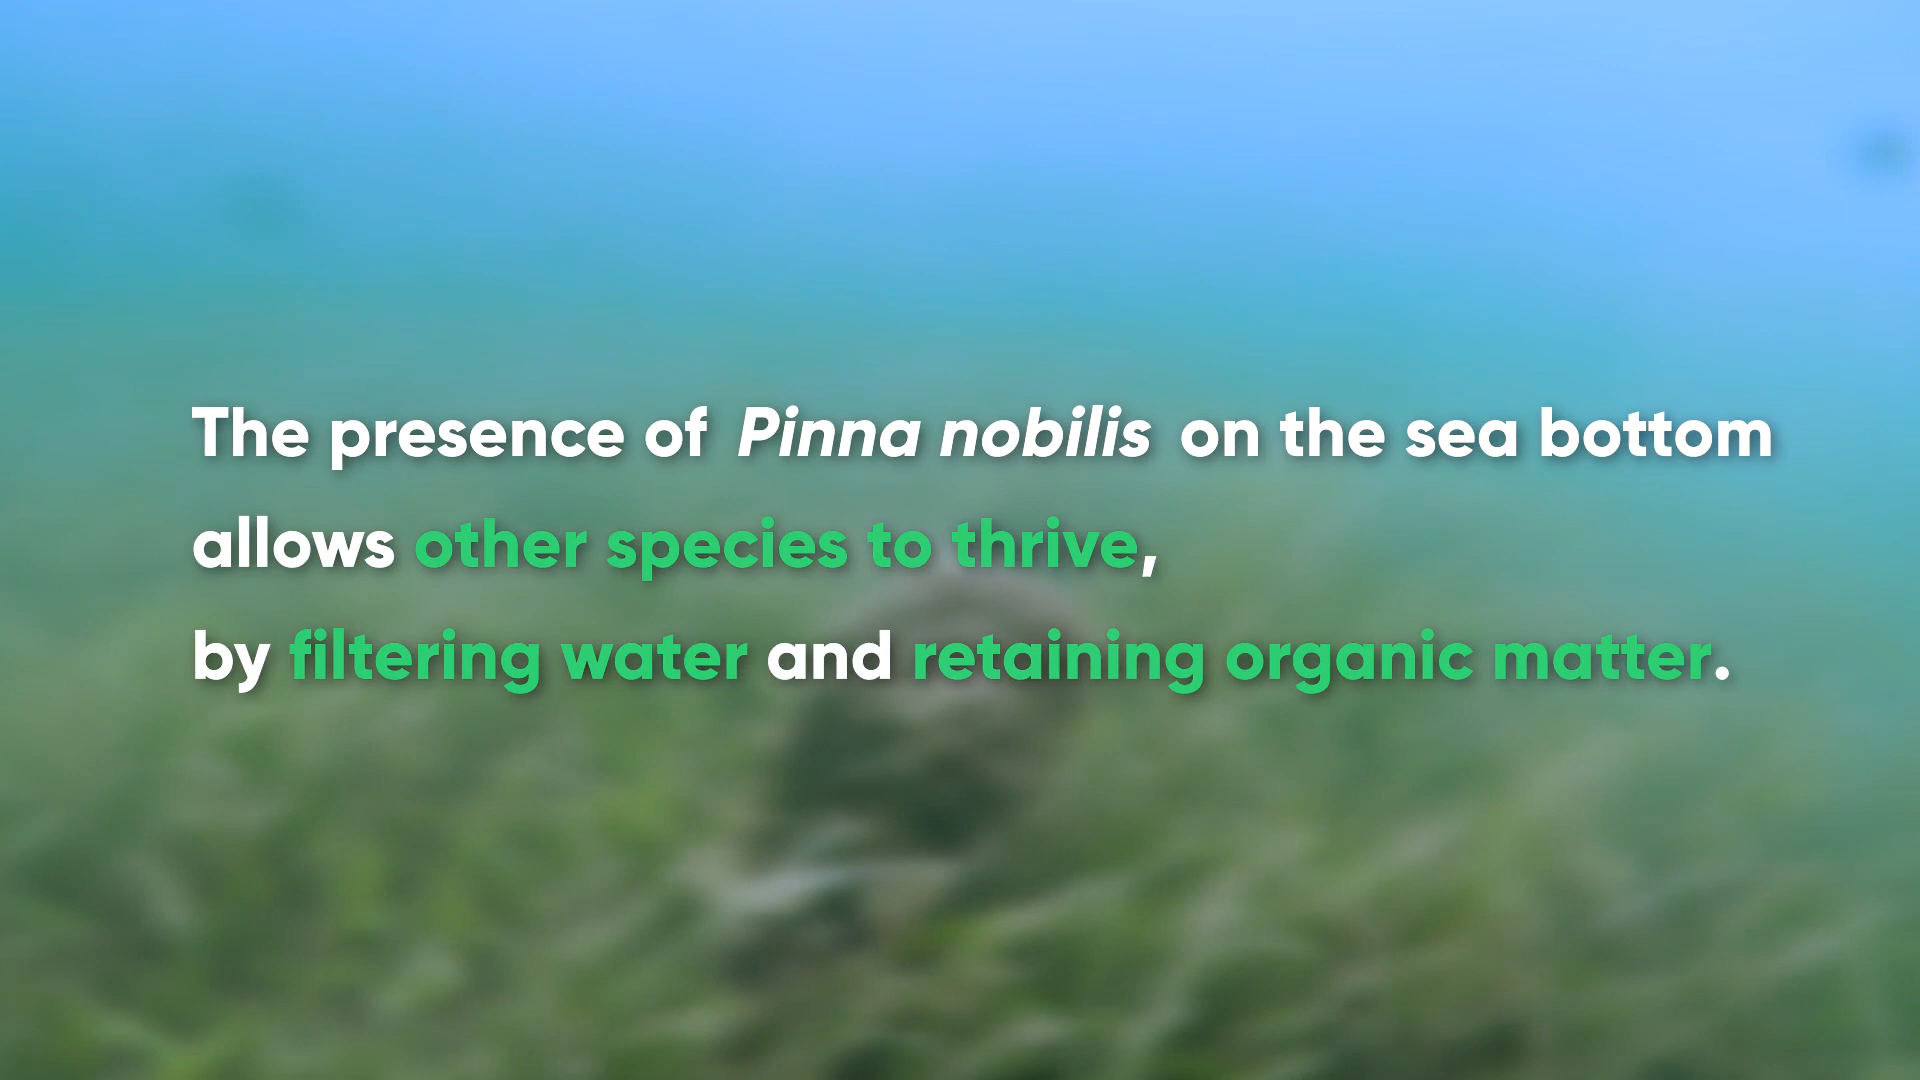 The presence of Pinna nobilis on the sea bottom
allows other species to thrive,
by filtering water and retaining organic matter.